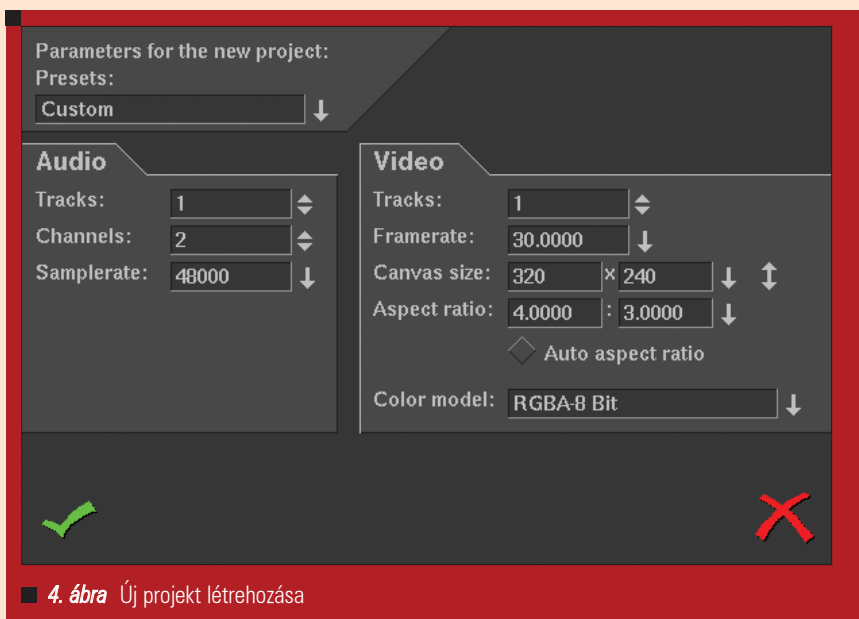 Parameters for the new project:
Presets:
Custom
Audio
Tracks: 1
Channels: 2
Samplerate: 48000
Video
Tracks: 1
Framerate: 30.0000
Canvas size: 320 × 240
Aspect ratio: 4.0000 : 3.0000
Auto aspect ratio
Color model: RGBA-8 Bit
4. ábra Új projekt létrehozása